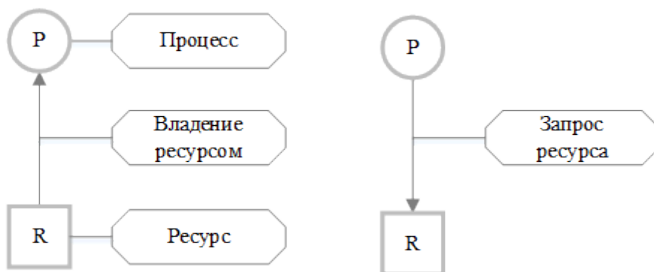 P
Процесс
P
Владение
ресурсом
Запрос
ресурса
R
Ресурс
R